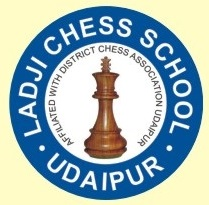 LADJI CHESS SCHOOL
AFFILIATED WITH DISTRICT CHESS ASSOCIATION UDAIPUR
• UDAIPUR •